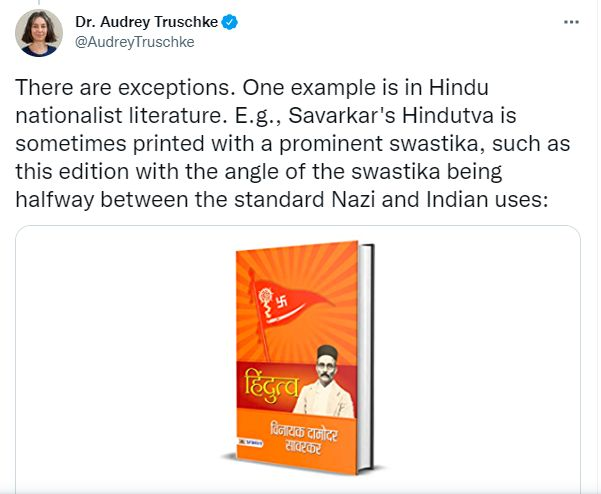 Dr. Audrey Truschke
@AudreyTruschke
There are exceptions. One example is in Hindu
nationalist literature. E.g., Savarkar's Hindutva is
sometimes printed with a prominent swastika, such as
this edition with the angle of the swastika being
halfway between the standard Nazi and Indian uses:
हिंदुत्व
विनायक दामोदर
सावरकर